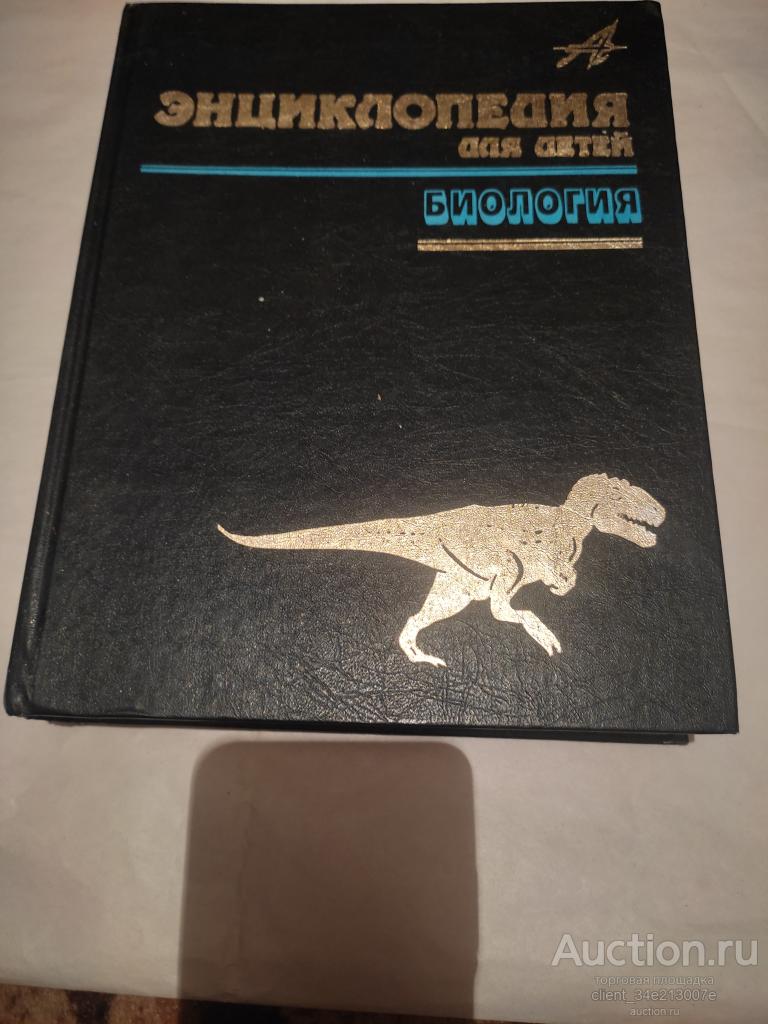 ЭНЦИКЛОПЕДИЯ
ДЛЯ ДЕТЕЙ
БИОЛОГИЯ
Auction.ru
торговая площадка
client_34e213007e
auction.ru